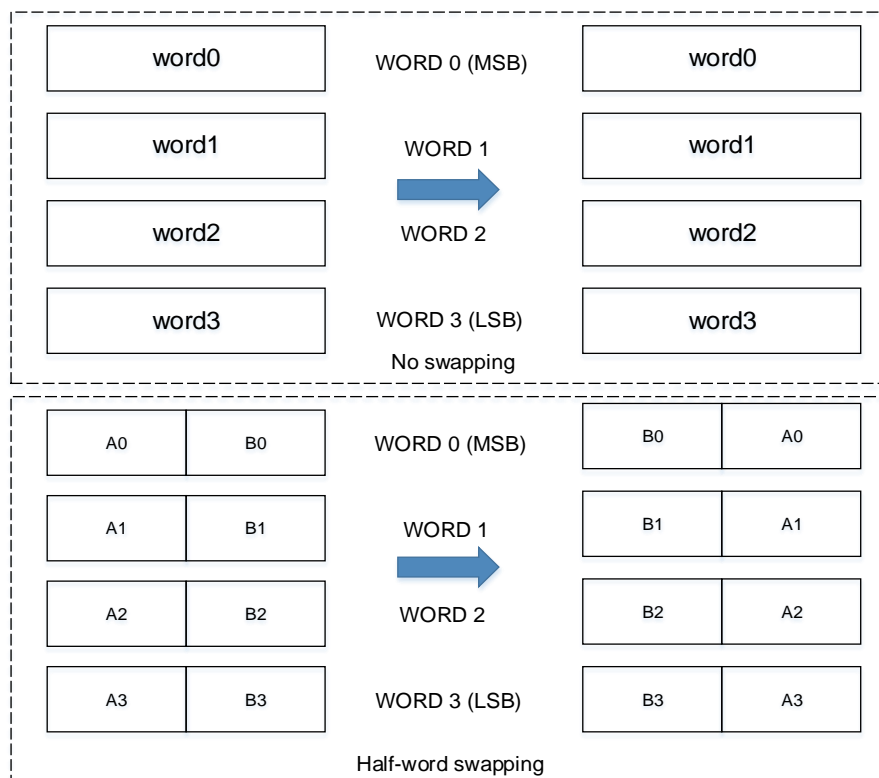 word0 WORD 0 (MSB) word0
word1 WORD 1 word1
word2 WORD 2 word2
word3 WORD 3 (LSB) word3
No swapping
A0 B0 WORD 0 (MSB) B0 A0
A1 B1 WORD 1 B1 A1
A2 B2 WORD 2 B2 A2
A3 B3 WORD 3 (LSB) B3 A3
Half-word swapping